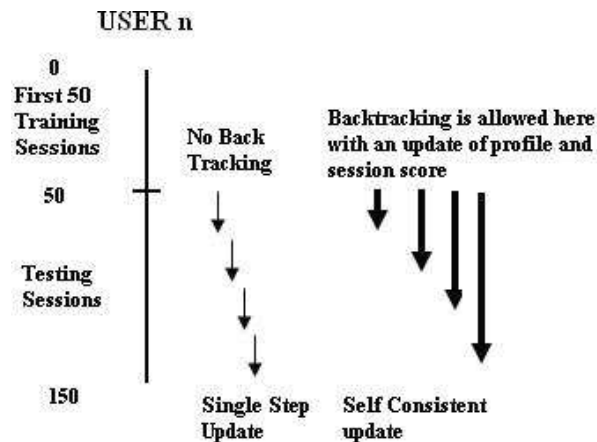 USER n
0
First 50
Training
Sessions
No Back
Tracking
Backtracking is allowed here
with an update of profile and
session score
50
Testing
Sessions
150
Single Step
Update
Self Consistent
update